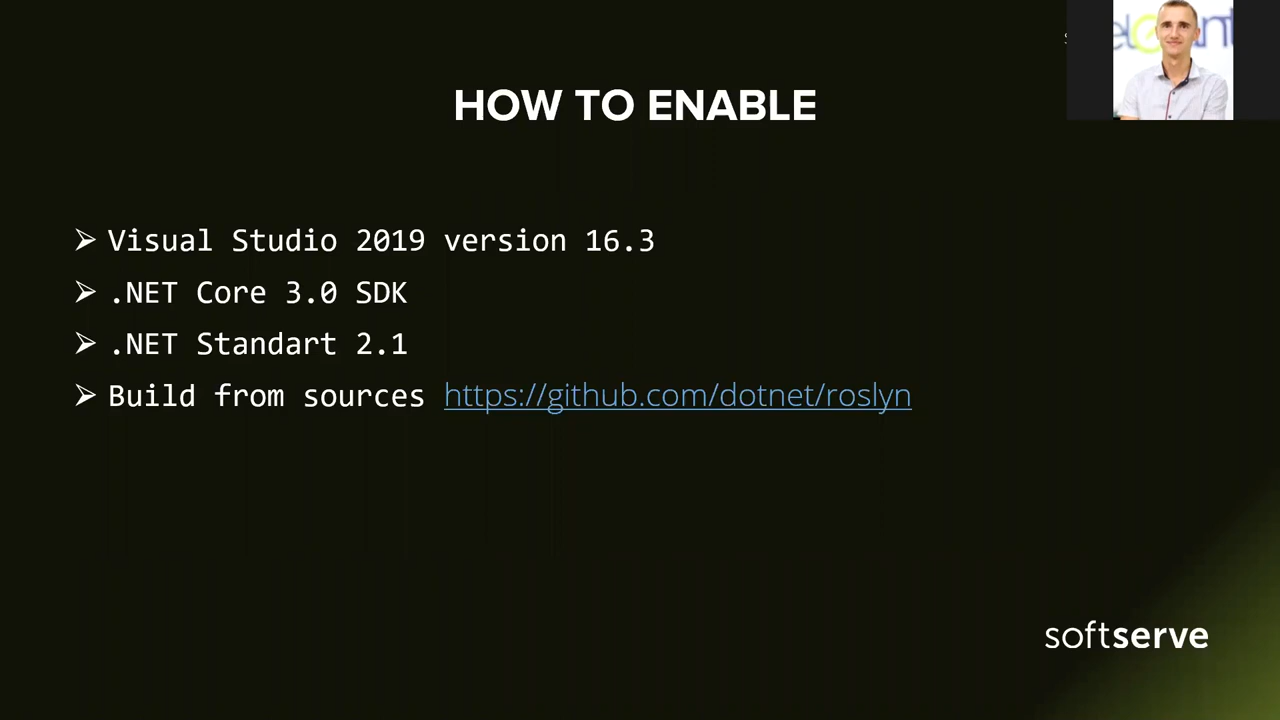 HOW TO ENABLE
➢ Visual Studio 2019 version 16.3
➢ .NET Core 3.0 SDK
➢ .NET Standart 2.1
➢ Build from sources https://github.com/dotnet/roslyn
softserve